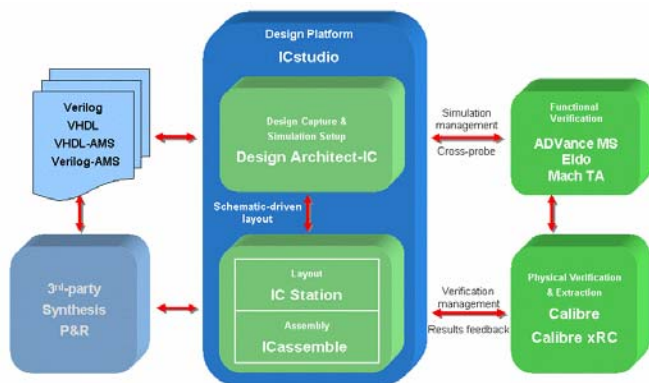 Design Platform
ICstudio
Verilog
VHDL
VHDL-AMS
Verilog-AMS
Design Capture &
Simulation Setup
Design Architect-IC
Simulation
management
Cross-probe
Functional
Verification
ADVance MS
Eldo
Mach TA
Schematic-driven
layout
3rd-party
Synthesis
P&R
Layout
IC Station
Assembly
ICassemble
Verification
management
Results feedback
Physical Verification
& Extraction
Calibre
Calibre xRC